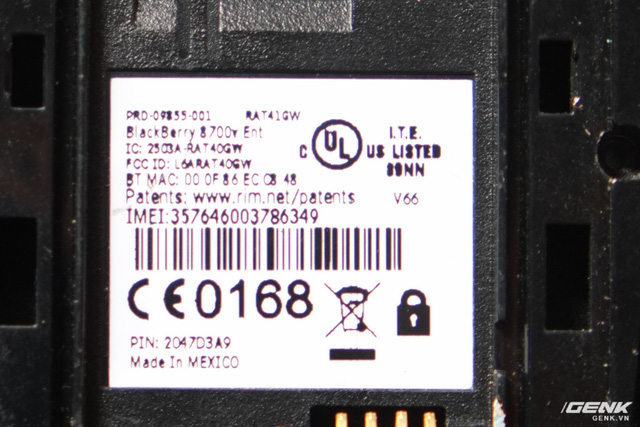 PRD-09855-001 RAT41GW
BlackBerry 8700v Ent
IC: 2503A-RAT40GW
FCC ID: L6ARAT40GW
BT MAC: 00 0F 86 EC C8 48
Patents: www.rim.net/patents V66
C UL US I.T.E.
LISTED
89NN
IMEI:357646003786349
CE0168
PIN: 2047D3A9
Made In MEXICO
GENK
GENK.VN